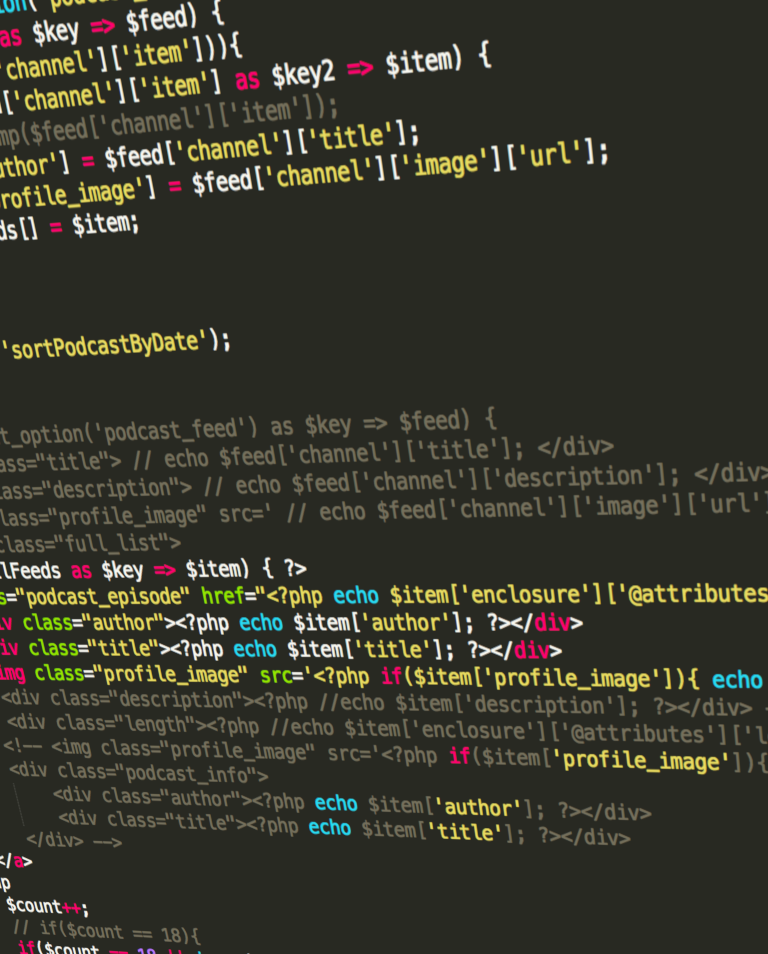 as $key => $feed) {
'channel']['item'])){
['channel']['item'] as $key2 => $item) {
mp($feed['channel']['item']);
uthor'] = $feed['channel']['title'];
rofile_image'] = $feed['channel']['image']['url'];
ds[] = $item;
'sortPodcastByDate');
t_option('podcast_feed') as $key => $feed) {
ass="title"> // echo $feed['channel']['title']; </div>
lass="description"> // echo $feed['channel']['description']; </div>
lass="profile_image" src=' // echo $feed['channel']['image']['url']
class="full_list">
lFeeds as $key => $item) { ?>
s="podcast_episode" href="<?php echo $item['enclosure']['@attributes
iv class="author"><?php echo $item['author']; ?></div>
iv class="title"><?php echo $item['title']; ?></div>
img class="profile_image" src='<?php if($item['profile_image']){ echo
<div class="description"><?php //echo $item['description']; ?></div>
<div class="length"><?php //echo $item['enclosure']['@attributes']['l
<!-- <img class="profile_image" src='<?php if($item['profile_image']){
<div class="podcast_info">
<div class="author"><?php echo $item['author']; ?></div>
<div class="title"><?php echo $item['title']; ?></div>
</div> -->
</a>
p
$count++;
// if($count == 18){
if($count == 18